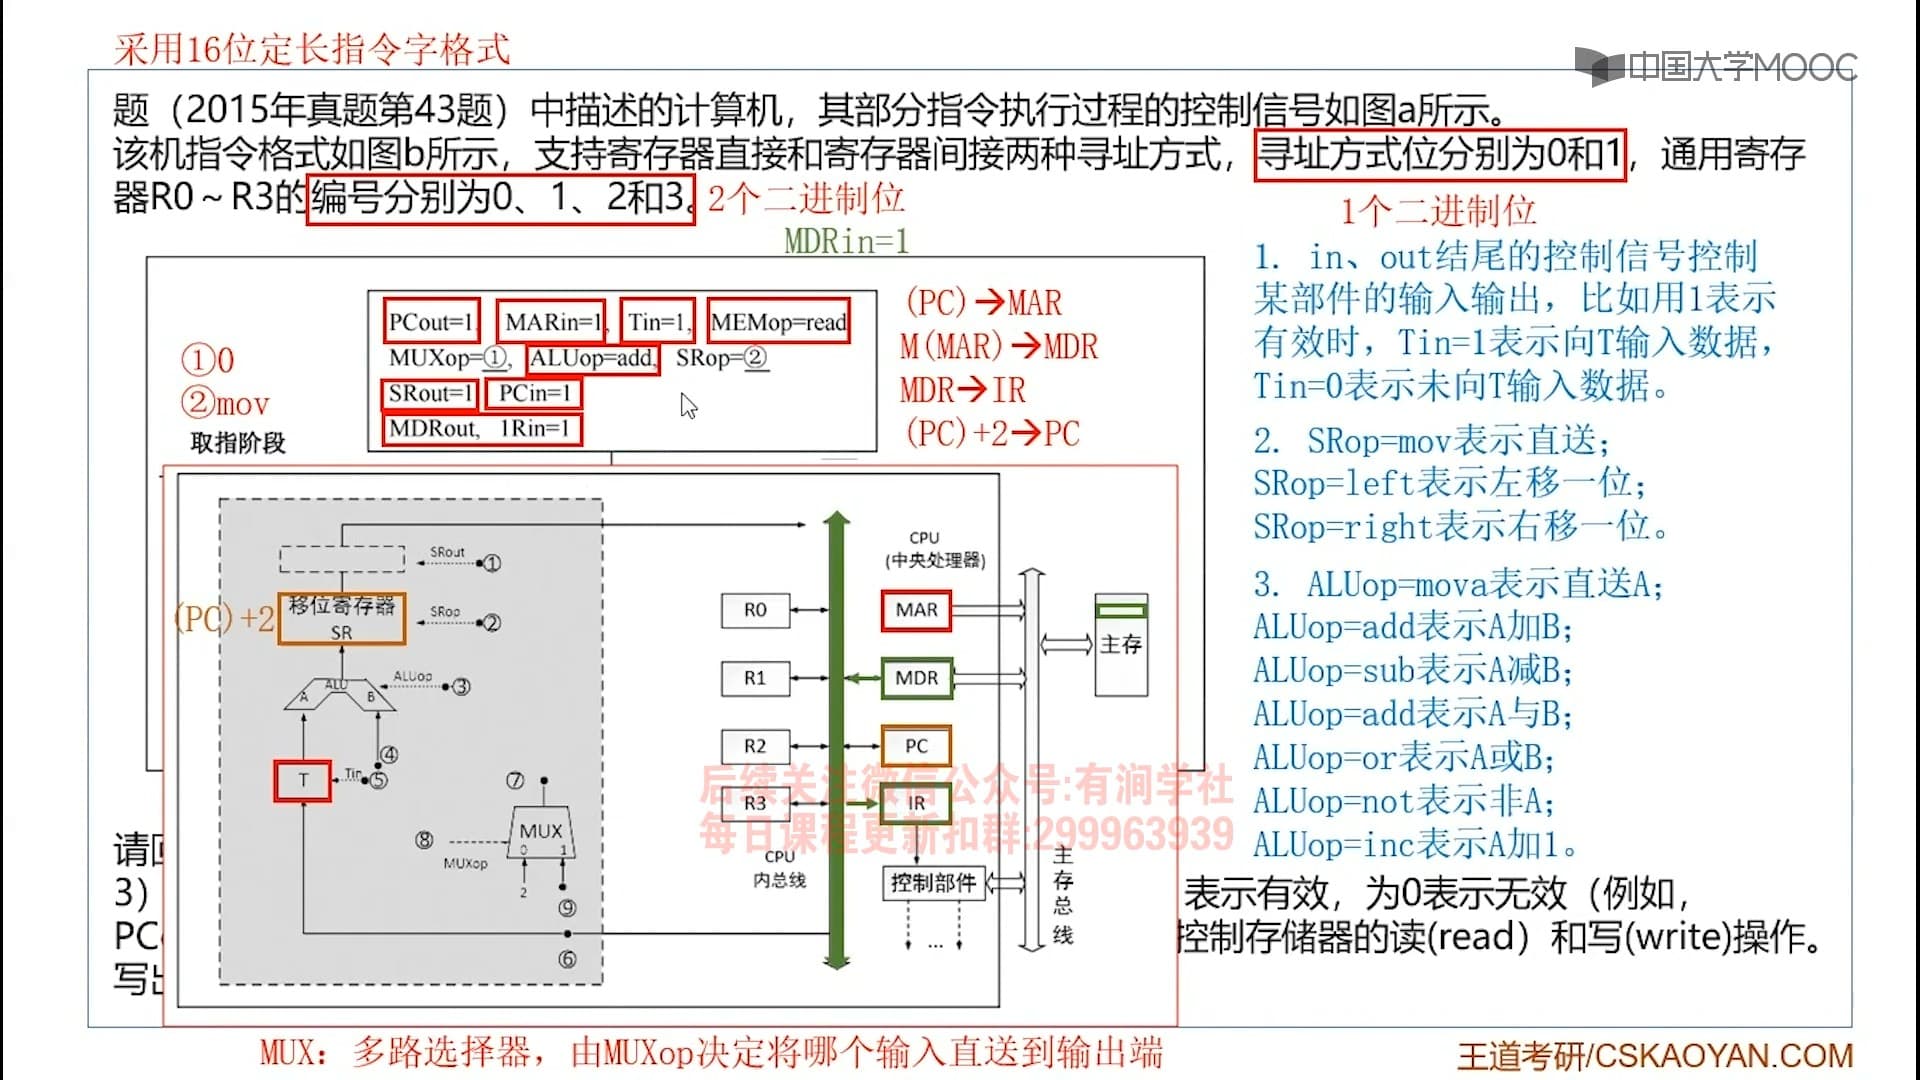 采用16位定长指令字格式
中国大学MOOC
题（2015年真题第43题）中描述的计算机，其部分指令执行过程的控制信号如图a所示。
该机指令格式如图b所示，支持寄存器直接和寄存器间接两种寻址方式，寻址方式位分别为0和1，通用寄存
器R0～R3的编号分别为0、1、2和3。 2个二进制位
1个二进制位
MDRin=1
PCout=1, MARin=1, Tin=1, MEMop=read
MUXop=①, ALUop=add, SRop=②
SRout=1 PCin=1
MDRout, 1Rin=1
①0
②mov
取指阶段
(PC)→MAR
M(MAR)→MDR
MDR→IR
(PC)+2→PC
1. in、out结尾的控制信号控制
某部件的输入输出，比如用1表示
有效时，Tin=1表示向T输入数据，
Tin=0表示未向T输入数据。
2. SRop=mov表示直送；
SRop=left表示左移一位；
SRop=right表示右移一位。
3. ALUop=mova表示直送A；
ALUop=add表示A加B；
ALUop=sub表示A减B；
ALUop=add表示A与B；
ALUop=or表示A或B；
ALUop=not表示非A；
ALUop=inc表示A加1。
SRout ①
(PC)+2
移位寄存器
SR
SRop ②
A ALU B
ALUop ③
④
T
Tin ⑤
⑦
MUX
0 1
⑧
MUXop
2
⑨
⑥
R0
R1
R2
R3
CPU
内总线
CPU
(中央处理器)
MAR
MDR
PC
IR
控制部件
...
主存
主
存
总
线
后续关注微信公众号:有涧学社
每日课程更新扣群:299963939
请
3）
表示有效，为0表示无效（例如，
PC
控制存储器的读(read）和写(write)操作。
写
MUX：多路选择器，由MUXop决定将哪个输入直送到输出端
王道考研/CSKAOYAN.COM